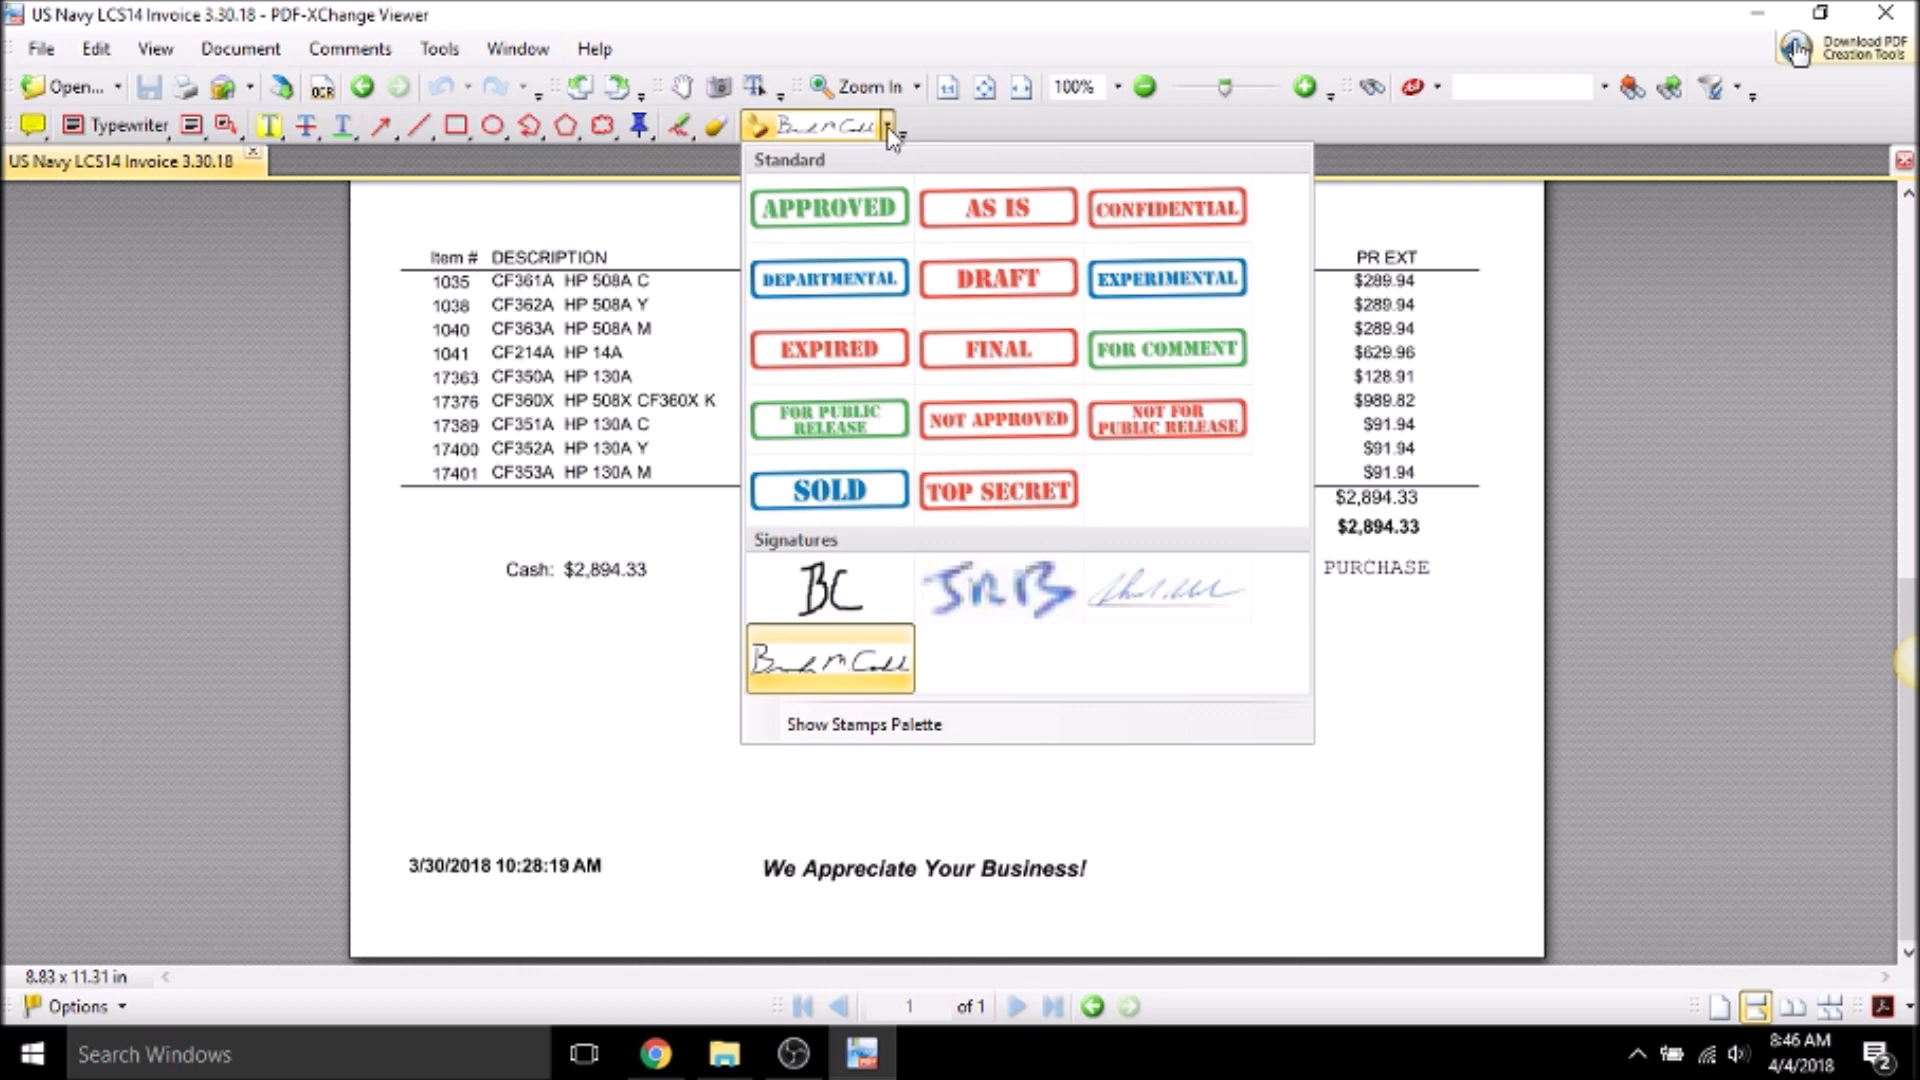 US Navy LCS14 Invoice 3.30.18 - PDF-XChange Viewer
File Edit View Document Comments Tools Window Help
Download PDF
Creation Tools
Open... OCR Zoom In 100%
Typewriter
US Navy LCS14 Invoice 3.30.18
Standard
APPROVED AS IS CONFIDENTIAL
DEPARTMENTAL DRAFT EXPERIMENTAL
EXPIRED FINAL FOR COMMENT
FOR PUBLIC RELEASE NOT APPROVED NOT FOR PUBLIC RELEASE
SOLD TOP SECRET
Signatures
BC
Show Stamps Palette
Item # DESCRIPTION PR EXT
1035 CF361A HP 508A C $289.94
1038 CF362A HP 508A Y $289.94
1040 CF363A HP 508A M $289.94
1041 CF214A HP 14A $629.96
17363 CF350A HP 130A $128.91
17376 CF360X HP 508X CF360X K $989.82
17389 CF351A HP 130A C $91.94
17400 CF352A HP 130A Y $91.94
17401 CF353A HP 130A M $91.94
$2,894.33
$2,894.33
Cash: $2,894.33 PURCHASE
3/30/2018 10:28:19 AM We Appreciate Your Business!
8.83 x 11.31 in
Options 1 of 1
Search Windows
8:46 AM
4/4/2018
2